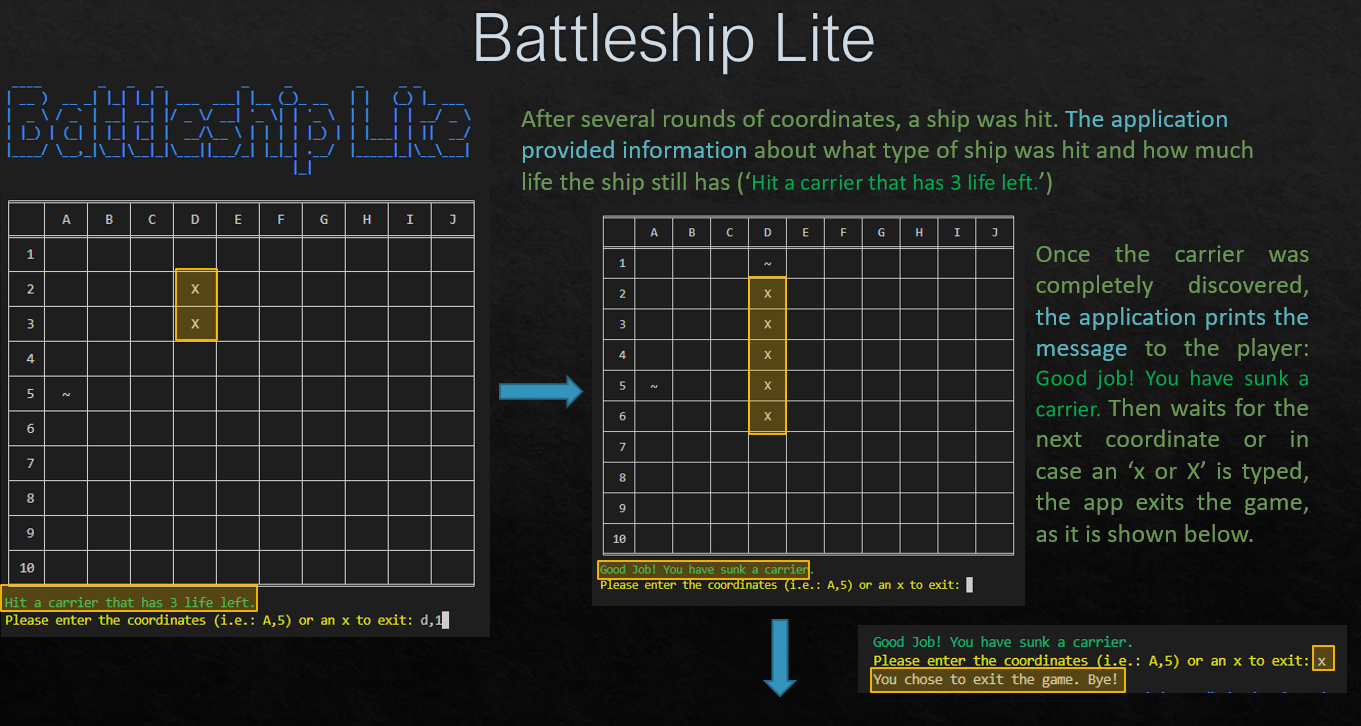 Battleship Lite
Battleship Lite
After several rounds of coordinates, a ship was hit. The application
provided information about what type of ship was hit and how much
life the ship still has (‘Hit a carrier that has 3 life left.’)
A B C D E F G H I J
1
2 X
3 X
4
5 ~
6
7
8
9
10
Hit a carrier that has 3 life left.
Please enter the coordinates (i.e.: A,5) or an x to exit: d,1
A B C D E F G H I J
1 ~
2 X
3 X
4 X
5 ~ X
6 X
7
8
9
10
Good Job! You have sunk a carrier.
Please enter the coordinates (i.e.: A,5) or an x to exit:
Once the carrier was
completely discovered,
the application prints the
message to the player:
Good job! You have sunk a
carrier. Then waits for the
next coordinate or in
case an ‘x or X’ is typed,
the app exits the game,
as it is shown below.
Good Job! You have sunk a carrier.
Please enter the coordinates (i.e.: A,5) or an x to exit: x
You chose to exit the game. Bye!